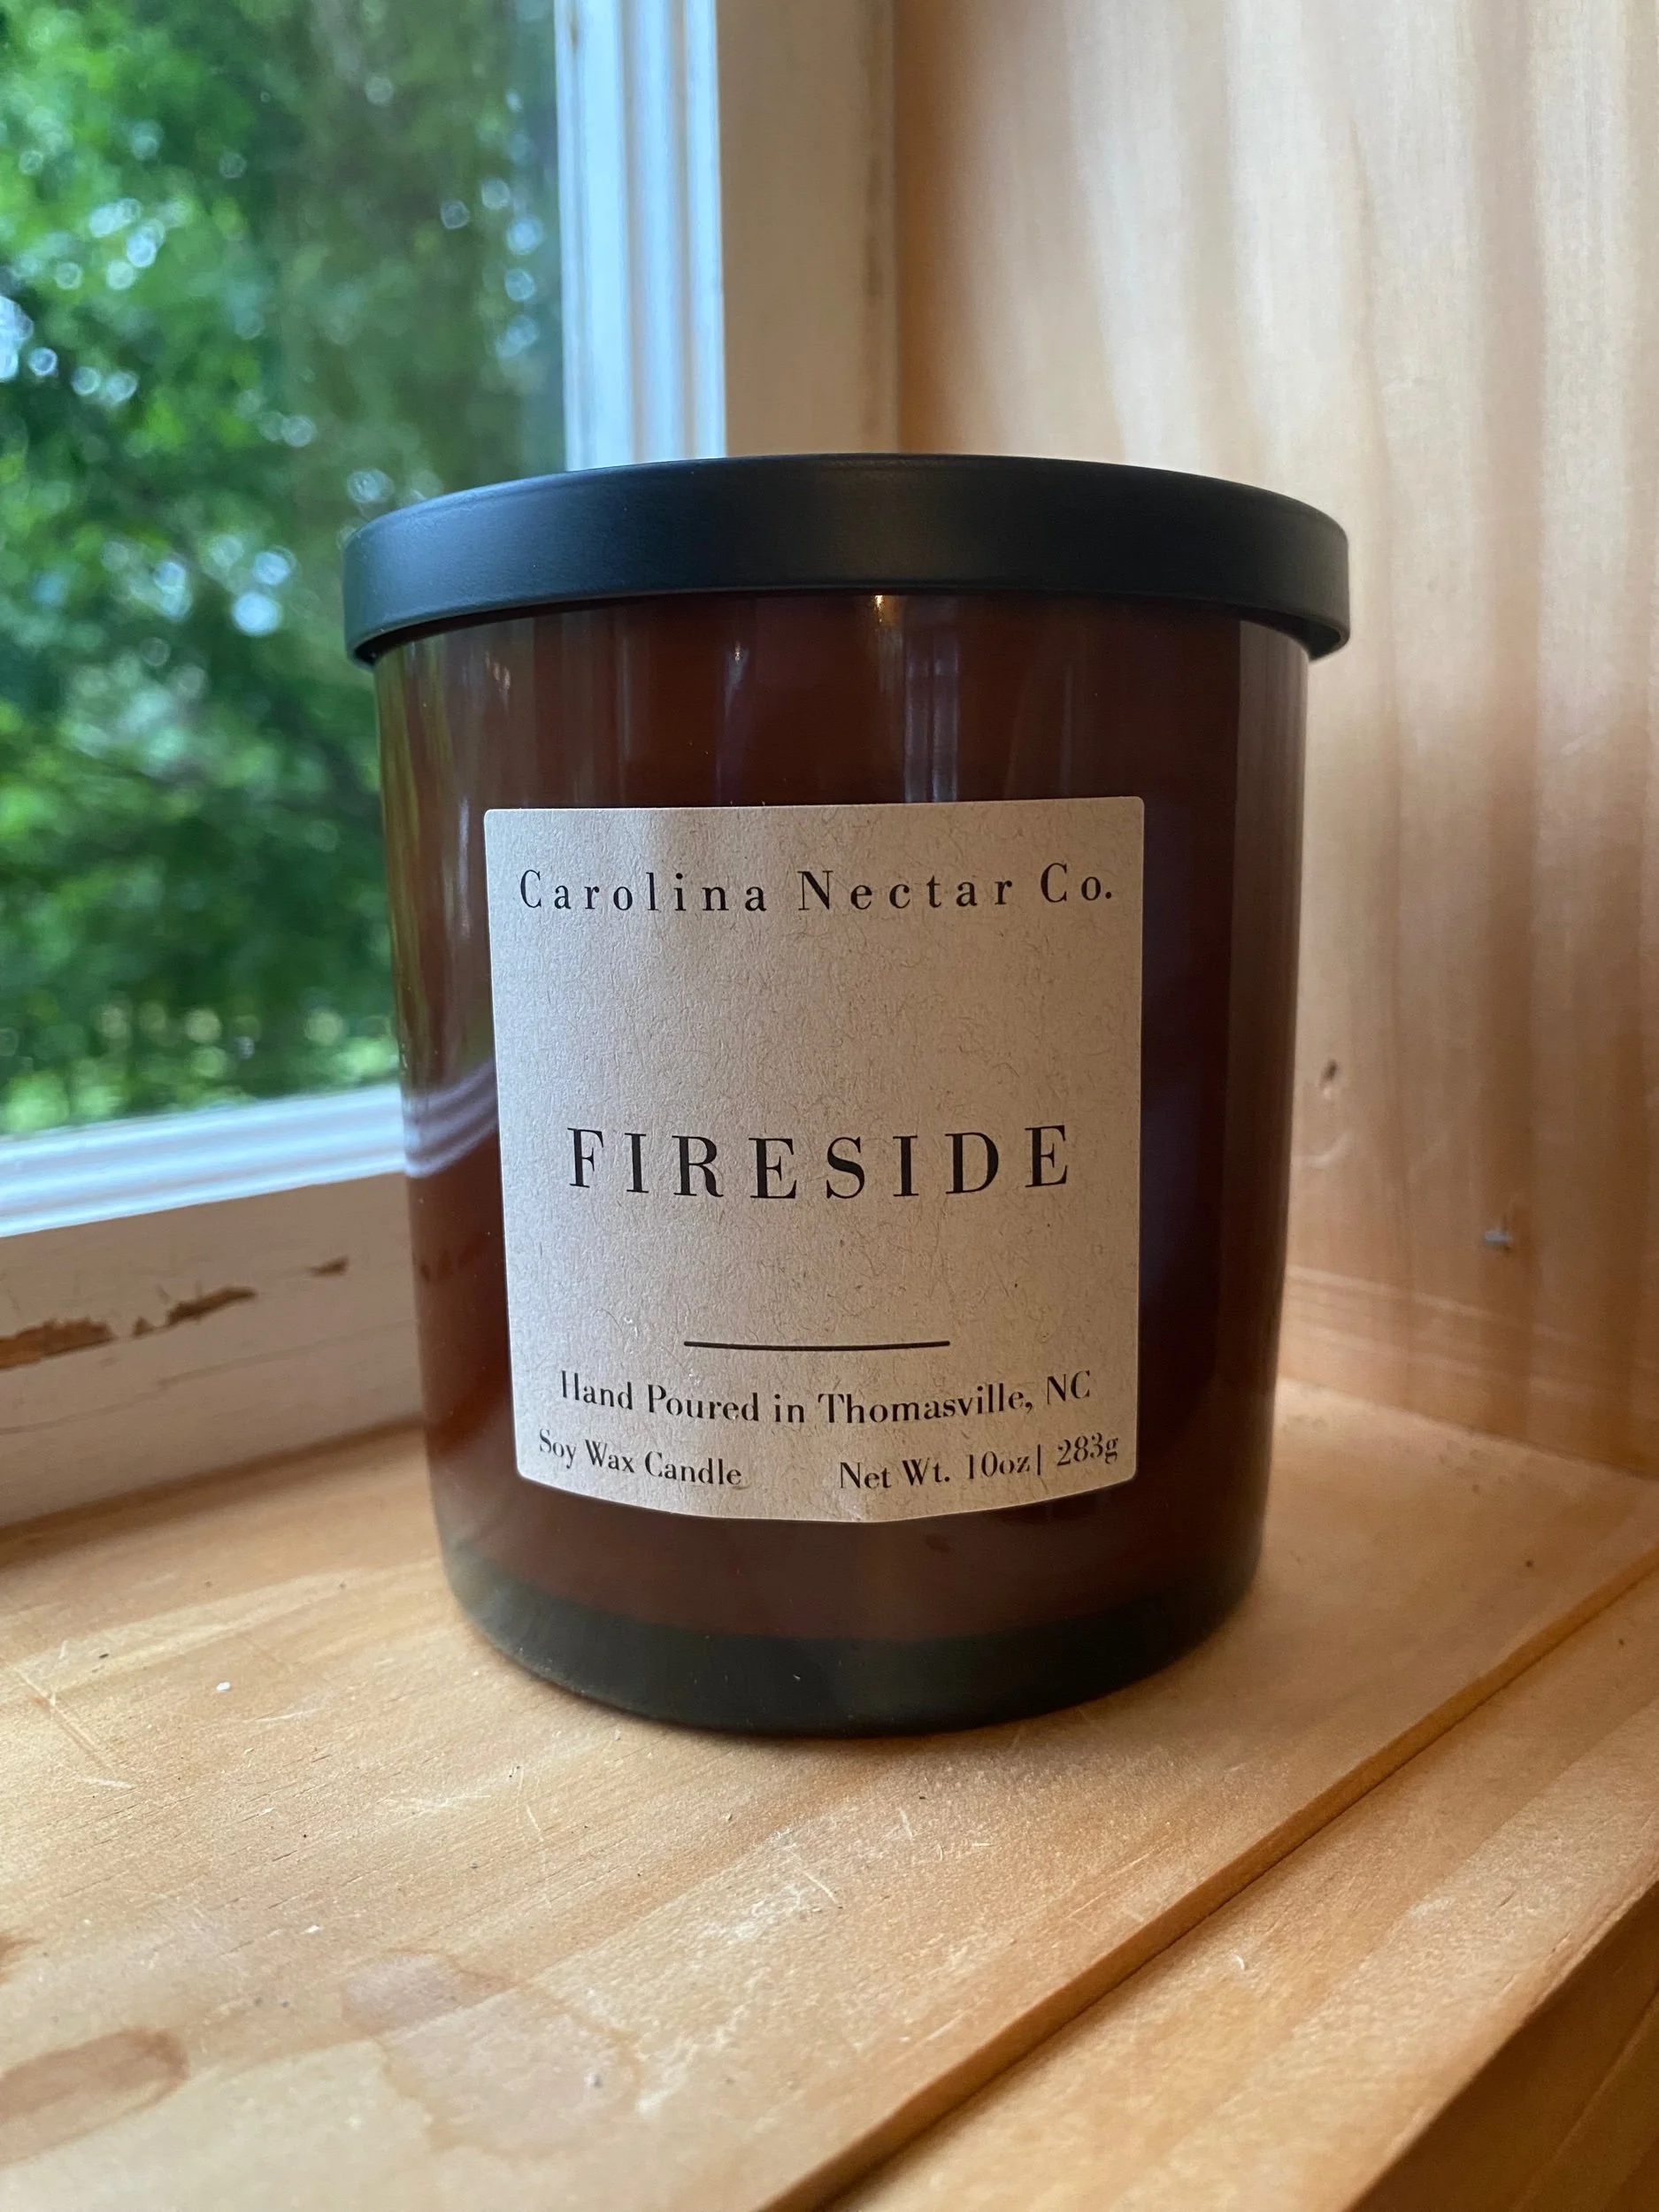 Carolina Nectar Co.
FIRESIDE
Hand Poured in Thomasville, NC
Soy Wax Candle Net Wt. 10oz| 283g